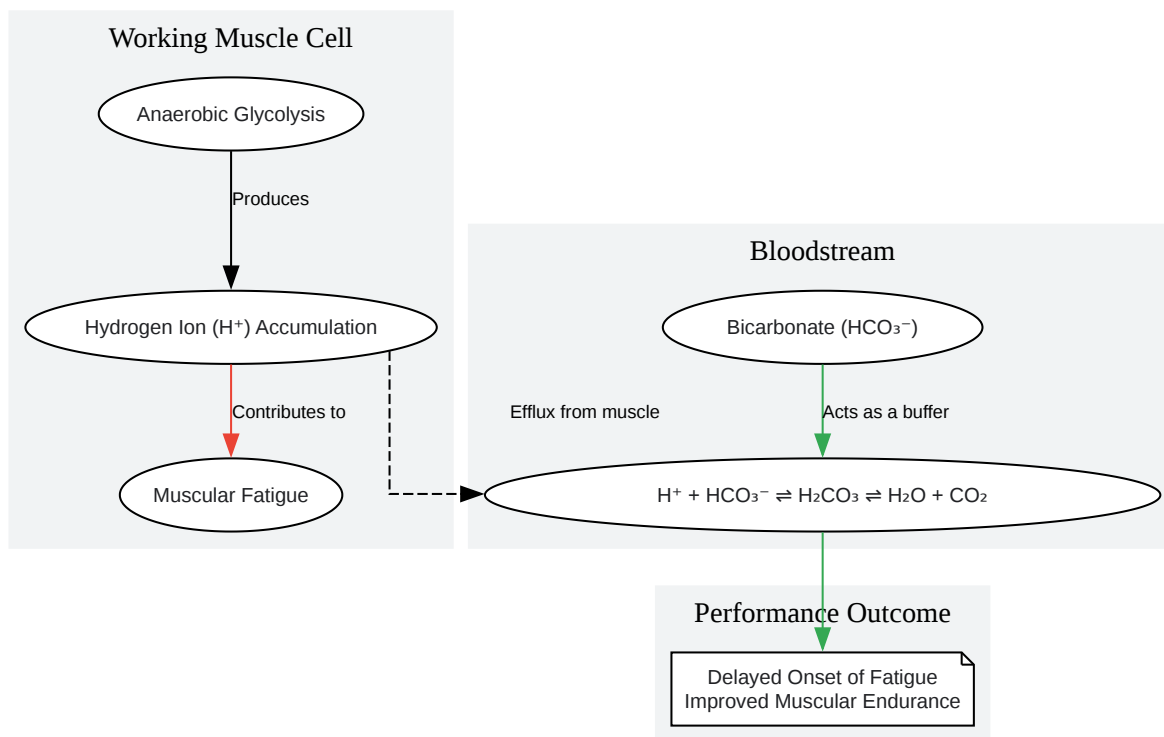 Working Muscle Cell
Anaerobic Glycolysis
Produces
Hydrogen Ion (H⁺) Accumulation
Contributes to
Muscular Fatigue
Bloodstream
Bicarbonate (HCO₃⁻)
Efflux from muscle
Acts as a buffer
H⁺ + HCO₃⁻ ⇌ H₂CO₃ ⇌ H₂O + CO₂
Performance Outcome
Delayed Onset of Fatigue
Improved Muscular Endurance